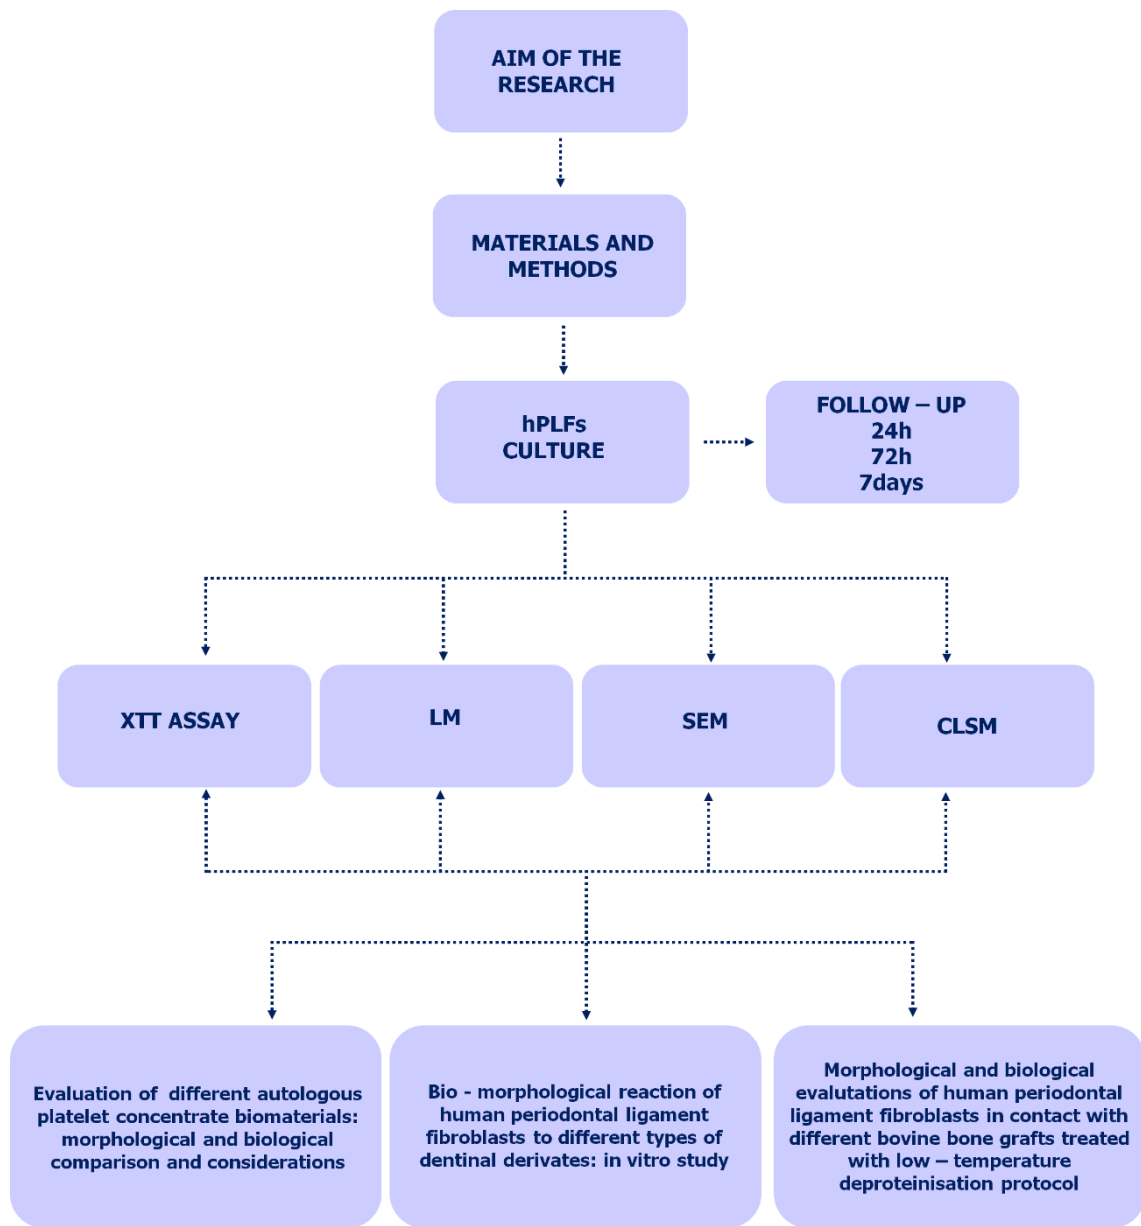 AIM OF THE
RESEARCH
MATERIALS AND
METHODS
hPLFs
CULTURE
FOLLOW – UP
24h
72h
7days
XTT ASSAY
LM
SEM
CLSM
Evaluation of different autologous
platelet concentrate biomaterials:
morphological and biological
comparison and considerations
Bio - morphological reaction of
human periodontal ligament
fibroblasts to different types of
dentinal derivates: in vitro study
Morphological and biological
evalutations of human periodontal
ligament fibroblasts in contact with
different bovine bone grafts treated
with low – temperature
deproteinisation protocol